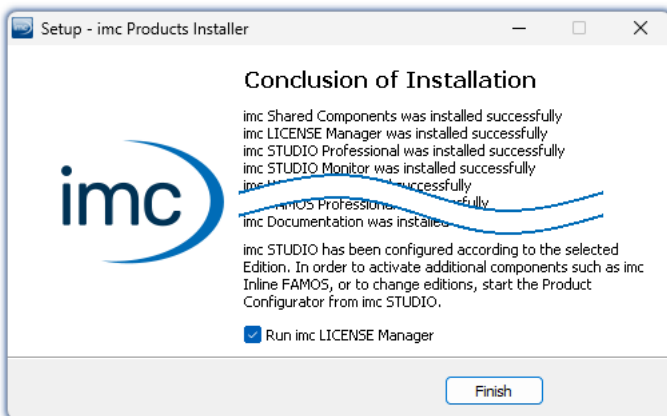 Setup - imc Products Installer
Conclusion of Installation
imc Shared Components was installed successfully
imc LICENSE Manager was installed successfully
imc STUDIO Professional was installed successfully
imc STUDIO Monitor was installed successfully
successfully
FAMOS Professional
imc Documentation was installed
imc STUDIO has been configured according to the selected
Edition. In order to activate additional components such as imc
Inline FAMOS, or to change editions, start the Product
Configurator from imc STUDIO.
imc
Run imc LICENSE Manager
Finish